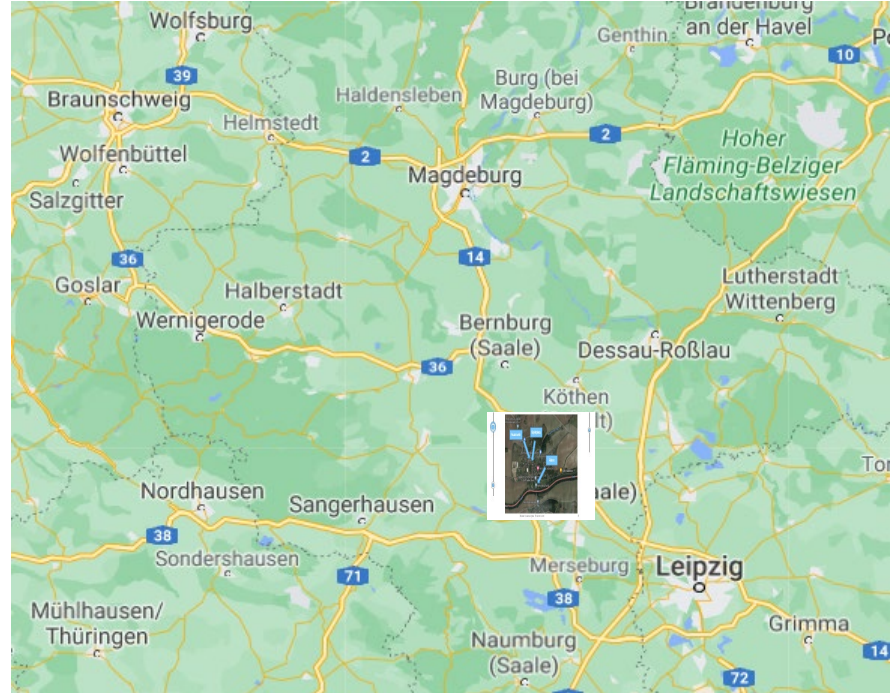 Wolfsburg
Brandenburg
an der Havel
Genthin
10
39
Burg (bei
Magdeburg)
Braunschweig
Haldensleben
Helmstedt
2
2
Hoher
Fläming-Belziger
Landschaftswiesen
Wolfenbüttel
Magdeburg
Salzgitter
36
14
Goslar
Halberstadt
Lutherstadt
Wittenberg
Wernigerode
Bernburg
(Saale)
Dessau-Roßlau
36
Köthen
Nordhausen
Sangerhausen
aale)
38
Sondershausen
71
Merseburg
Leipzig
38
Mühlhausen/
Thüringen
Naumburg
(Saale)
Grimma
14
72